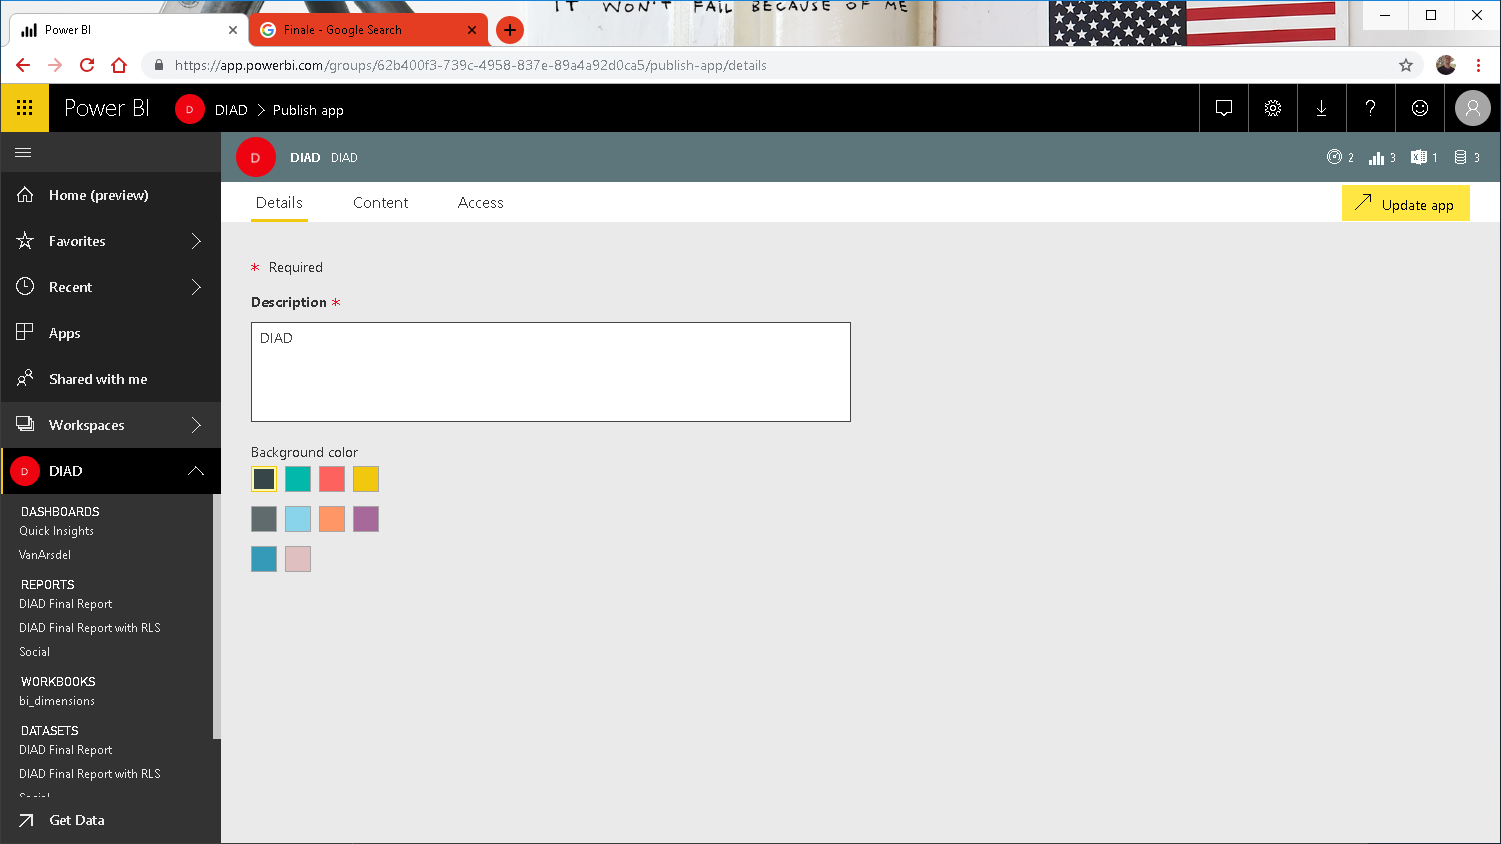 IT WON'T FAIL BECAUSE OF ME
Power BI
Finale - Google Search
https://app.powerbi.com/groups/62b400f3-739c-4958-837e-89a4a92d0ca5/publish-app/details
Power BI D DIAD > Publish app ?
D DIAD DIAD 2 3 1 3
Home (preview)
Favorites
Recent
Apps
Shared with me
Workspaces
D DIAD
DASHBOARDS
Quick Insights
VanArsdel
REPORTS
DIAD Final Report
DIAD Final Report with RLS
Social
WORKBOOKS
bi_dimensions
DATASETS
DIAD Final Report
DIAD Final Report with RLS
Social
Get Data
Details Content Access Update app
* Required
Description *
DIAD
Background color